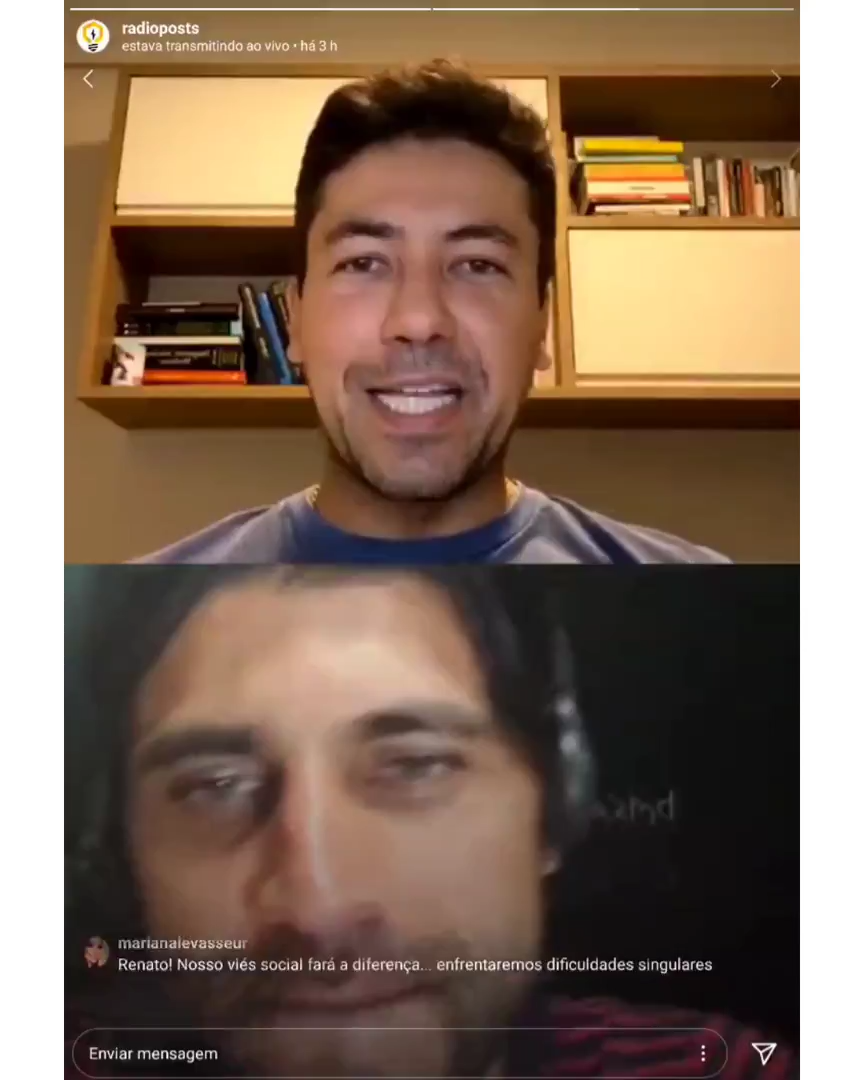 radioposts
estava transmitindo ao vivo • há 3 h
marianalevasseur
Renato! Nosso viés social fará a diferença... enfrentaremos dificuldades singulares
Enviar mensagem